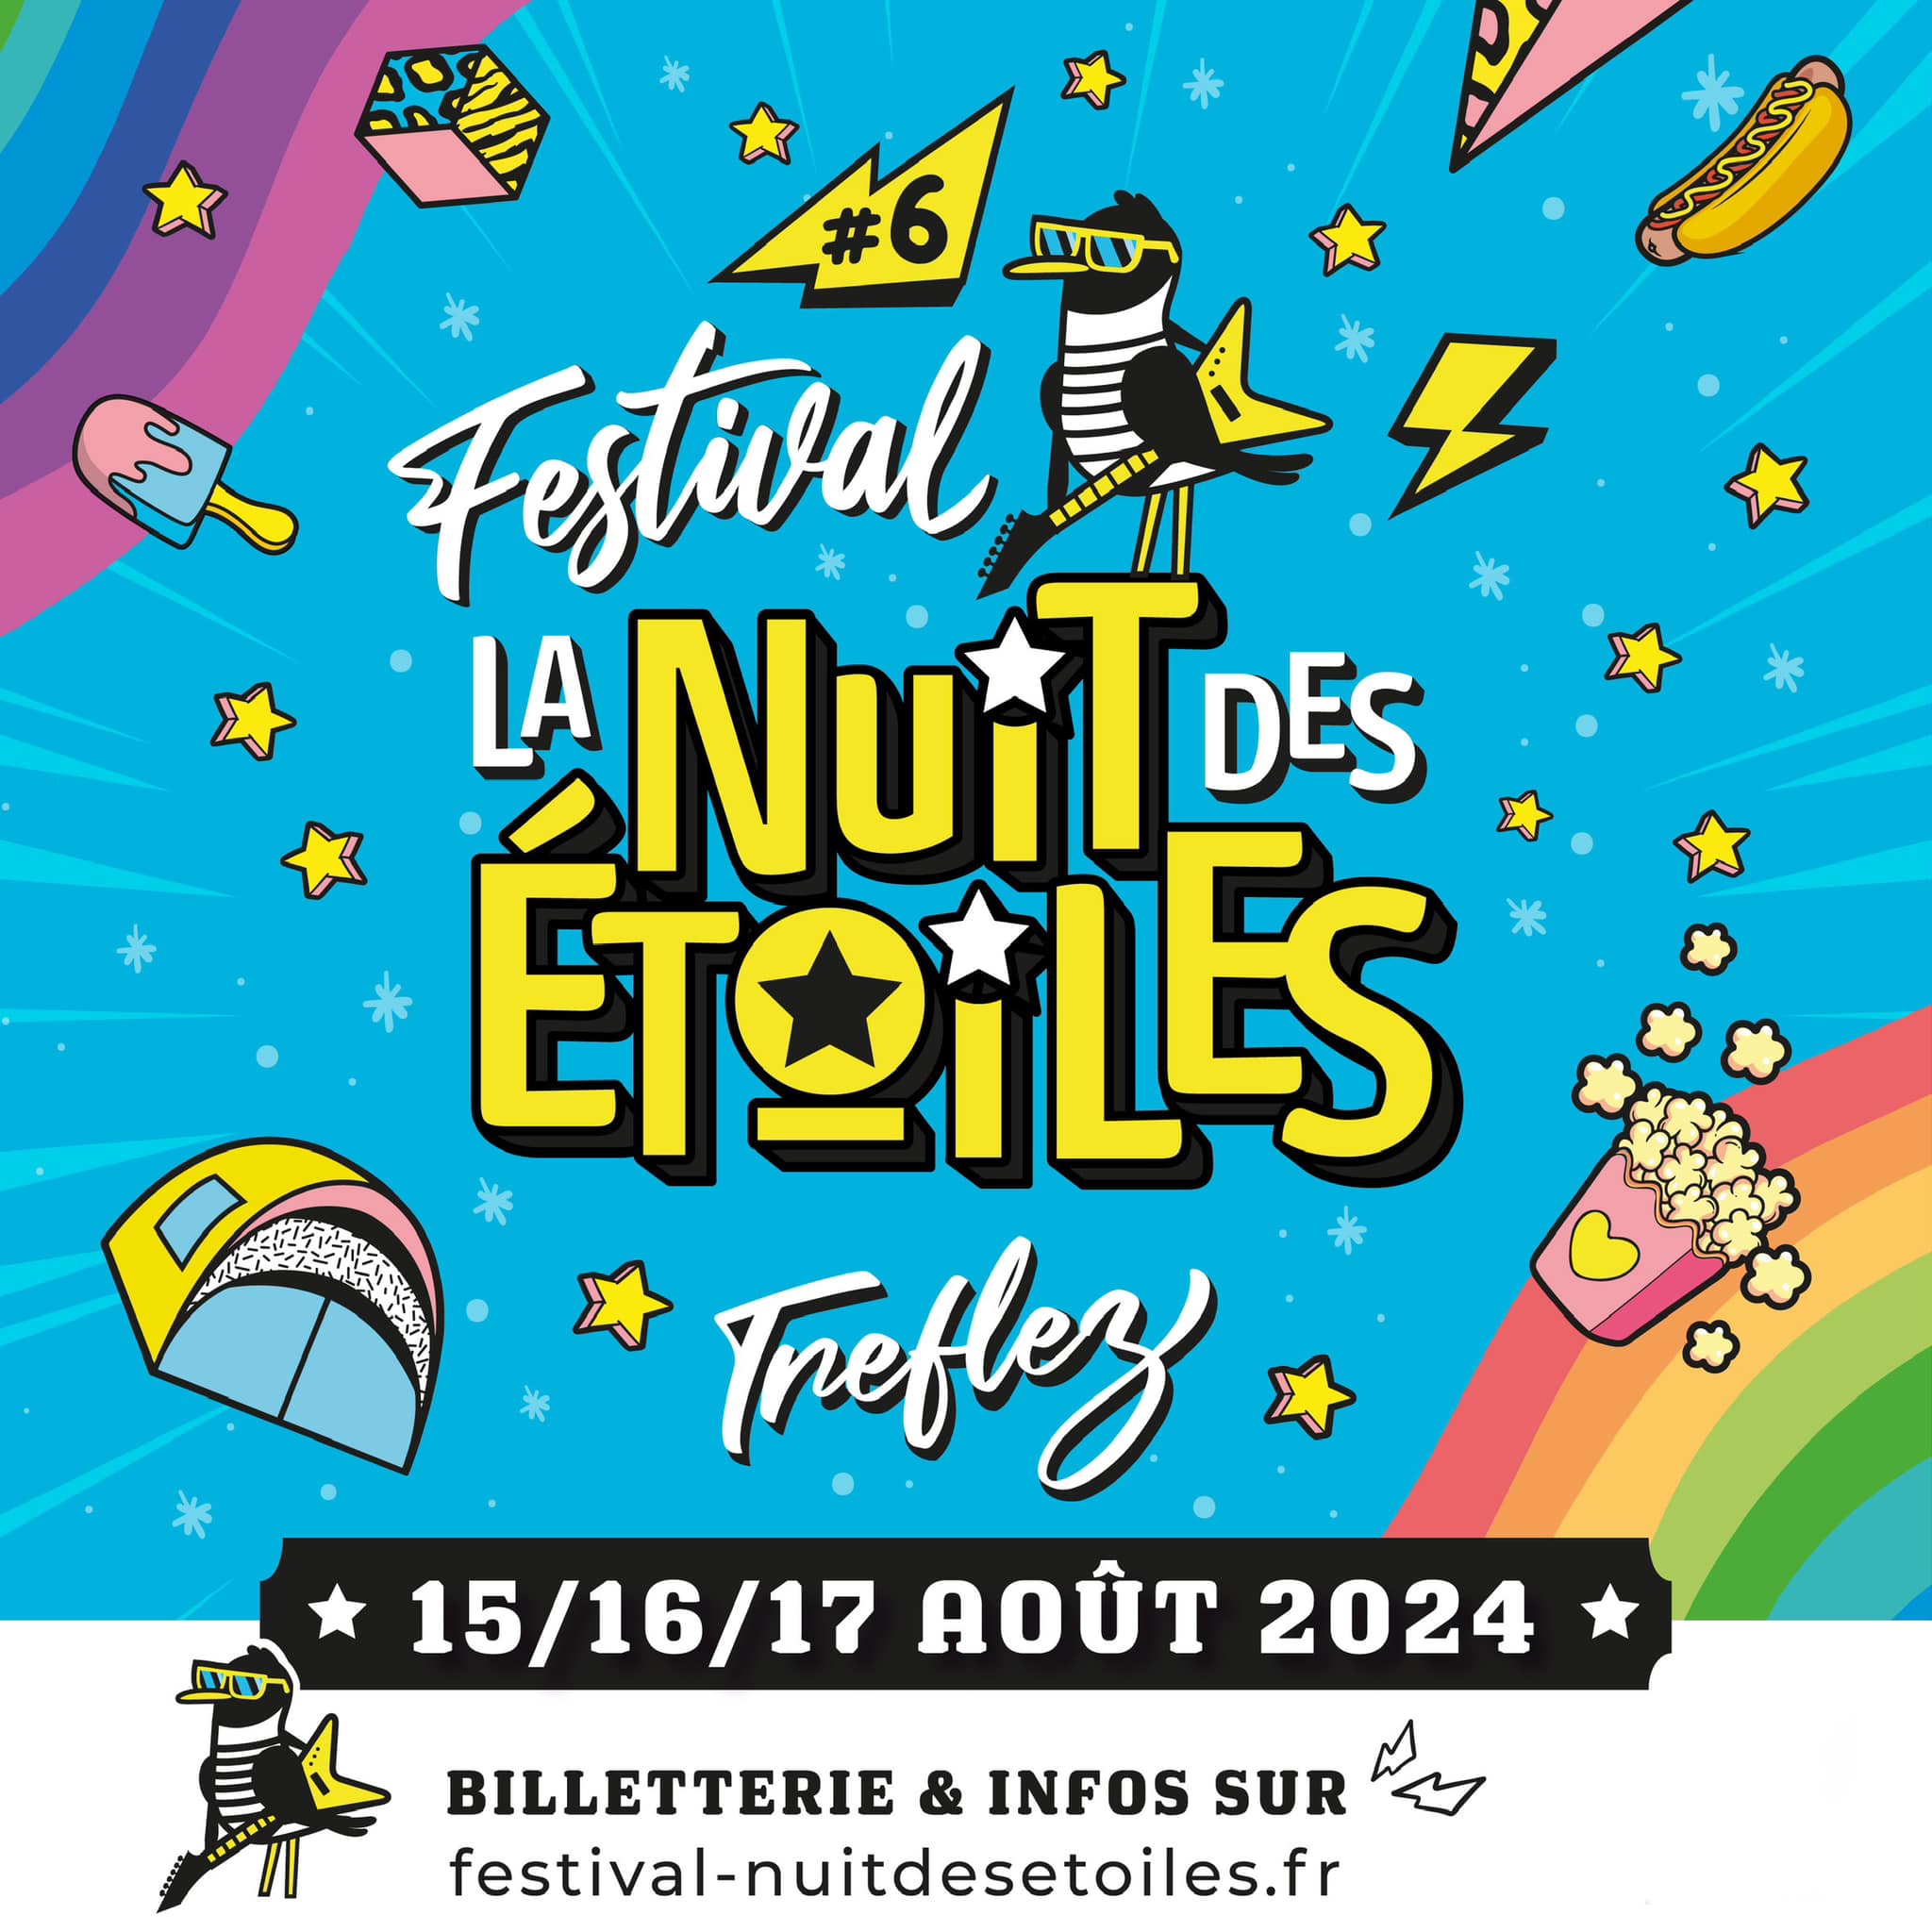 #6
Festival
LA NUiT DES
ÉTOiLES
Treflez
15/16/17 AOÛT 2024
BILLETTERIE & INFOS SUR
festival-nuitdesetoiles.fr